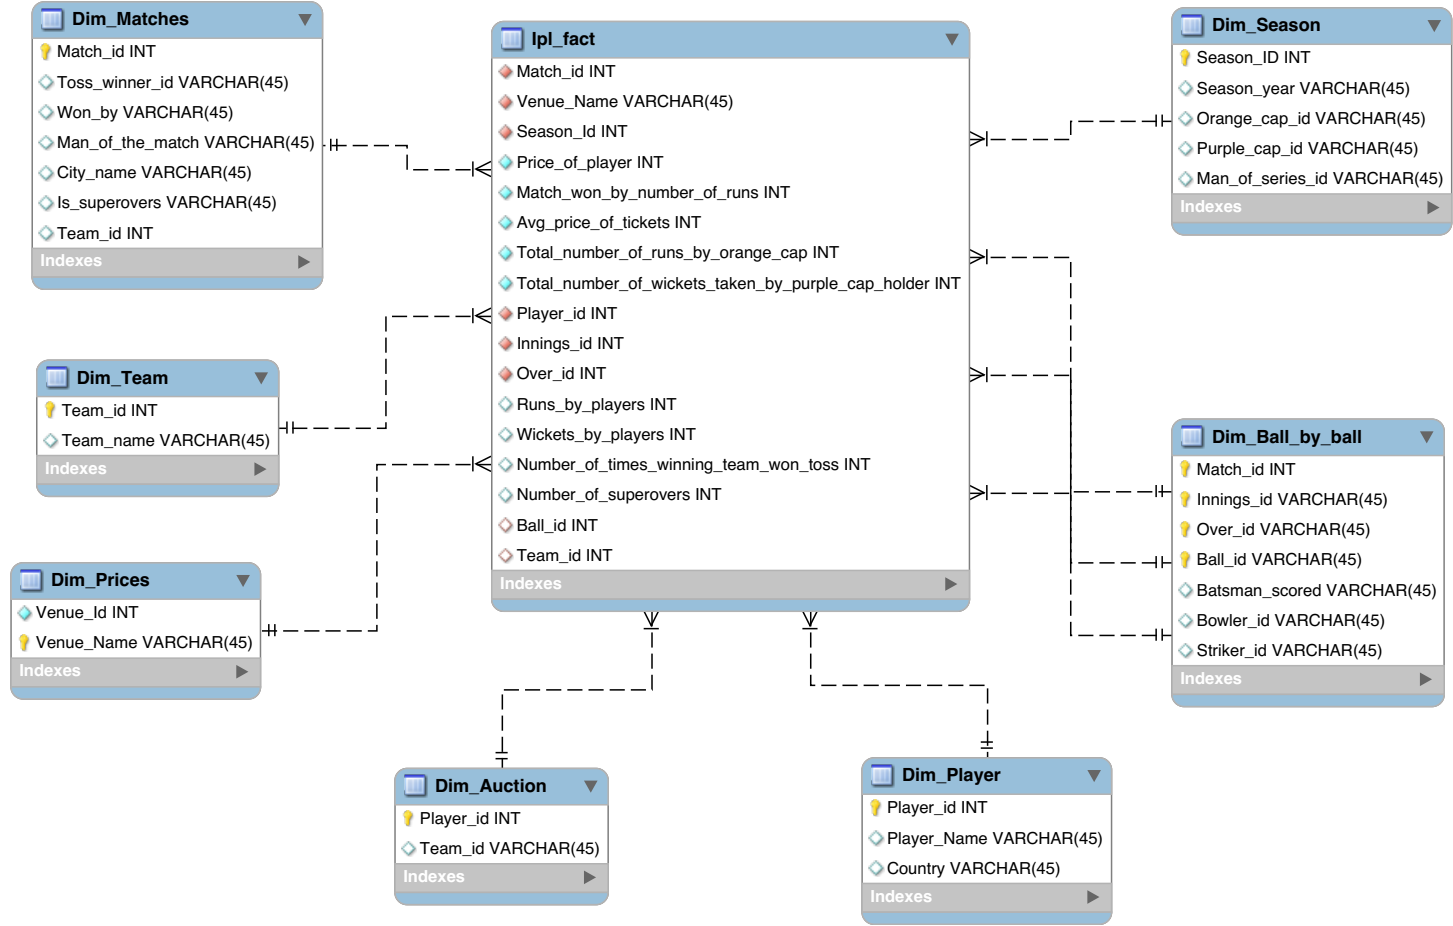 Dim_Matches
Match_id INT
Toss_winner_id VARCHAR(45)
Won_by VARCHAR(45)
Man_of_the_match VARCHAR(45)
City_name VARCHAR(45)
Is_superovers VARCHAR(45)
Team_id INT
Indexes
Dim_Team
Team_id INT
Team_name VARCHAR(45)
Indexes
Dim_Prices
Venue_Id INT
Venue_Name VARCHAR(45)
Indexes
Ipl_fact
Match_id INT
Venue_Name VARCHAR(45)
Season_Id INT
Price_of_player INT
Match_won_by_number_of_runs INT
Avg_price_of_tickets INT
Total_number_of_runs_by_orange_cap INT
Total_number_of_wickets_taken_by_purple_cap_holder INT
Player_id INT
Innings_id INT
Over_id INT
Runs_by_players INT
Wickets_by_players INT
Number_of_times_winning_team_won_toss INT
Number_of_superovers INT
Ball_id INT
Team_id INT
Indexes
Dim_Auction
Player_id INT
Team_id VARCHAR(45)
Indexes
Dim_Player
Player_id INT
Player_Name VARCHAR(45)
Country VARCHAR(45)
Indexes
Dim_Season
Season_ID INT
Season_year VARCHAR(45)
Orange_cap_id VARCHAR(45)
Purple_cap_id VARCHAR(45)
Man_of_series_id VARCHAR(45)
Indexes
Dim_Ball_by_ball
Match_id INT
Innings_id VARCHAR(45)
Over_id VARCHAR(45)
Ball_id VARCHAR(45)
Batsman_scored VARCHAR(45)
Bowler_id VARCHAR(45)
Striker_id VARCHAR(45)
Indexes